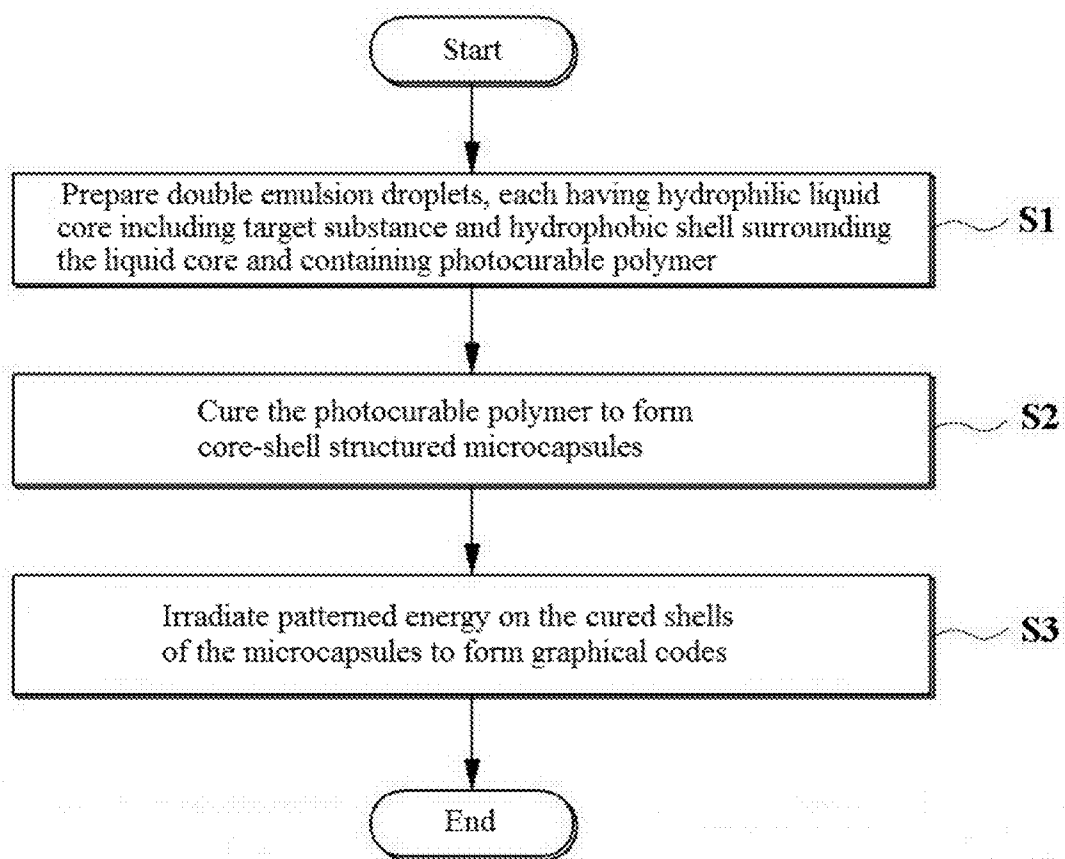 Start
Prepare double emulsion droplets, each having hydrophilic liquid
core including target substance and hydrophobic shell surrounding
the liquid core and containing photocurable polymer
S1
Cure the photocurable polymer to form
core-shell structured microcapsules
S2
Irradiate patterned energy on the cured shells
of the microcapsules to form graphical codes
S3
End